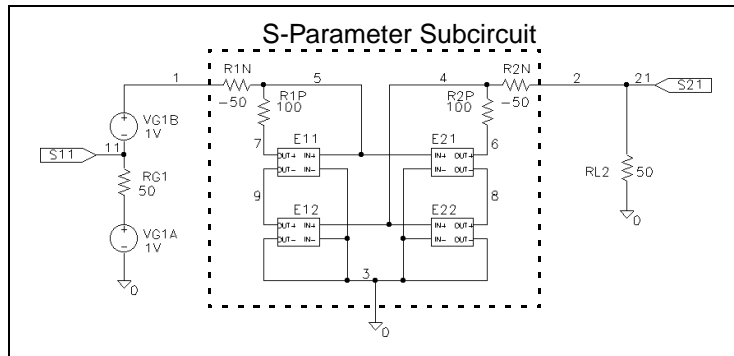 S-Parameter Subcircuit
1
R1N
-50
5
4
R2N
-50
2
21
S21
R1P
100
R2P
100
VG1B
1V
S11
11
7
E11
OUT+
IN+
OUT-
IN-
E21
IN+
OUT+
IN-
OUT-
6
RG1
50
RL2
50
9
8
E12
OUT+
IN+
OUT-
IN-
E22
IN+
OUT+
IN-
OUT-
VG1A
1V
0
3
0
0